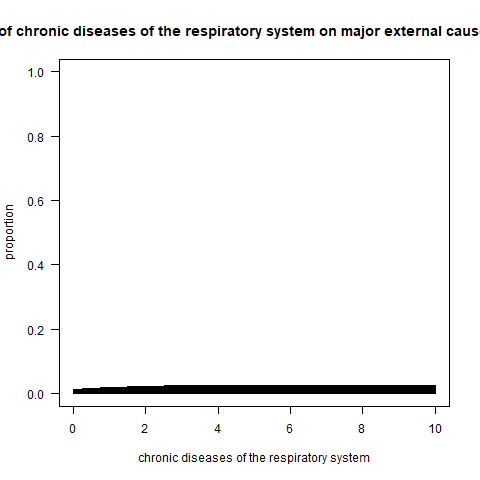 of chronic diseases of the respiratory system on major external caus
1.0
0.8
0.6
0.4
0.2
0.0
proportion
0 2 4 6 8 10
chronic diseases of the respiratory system